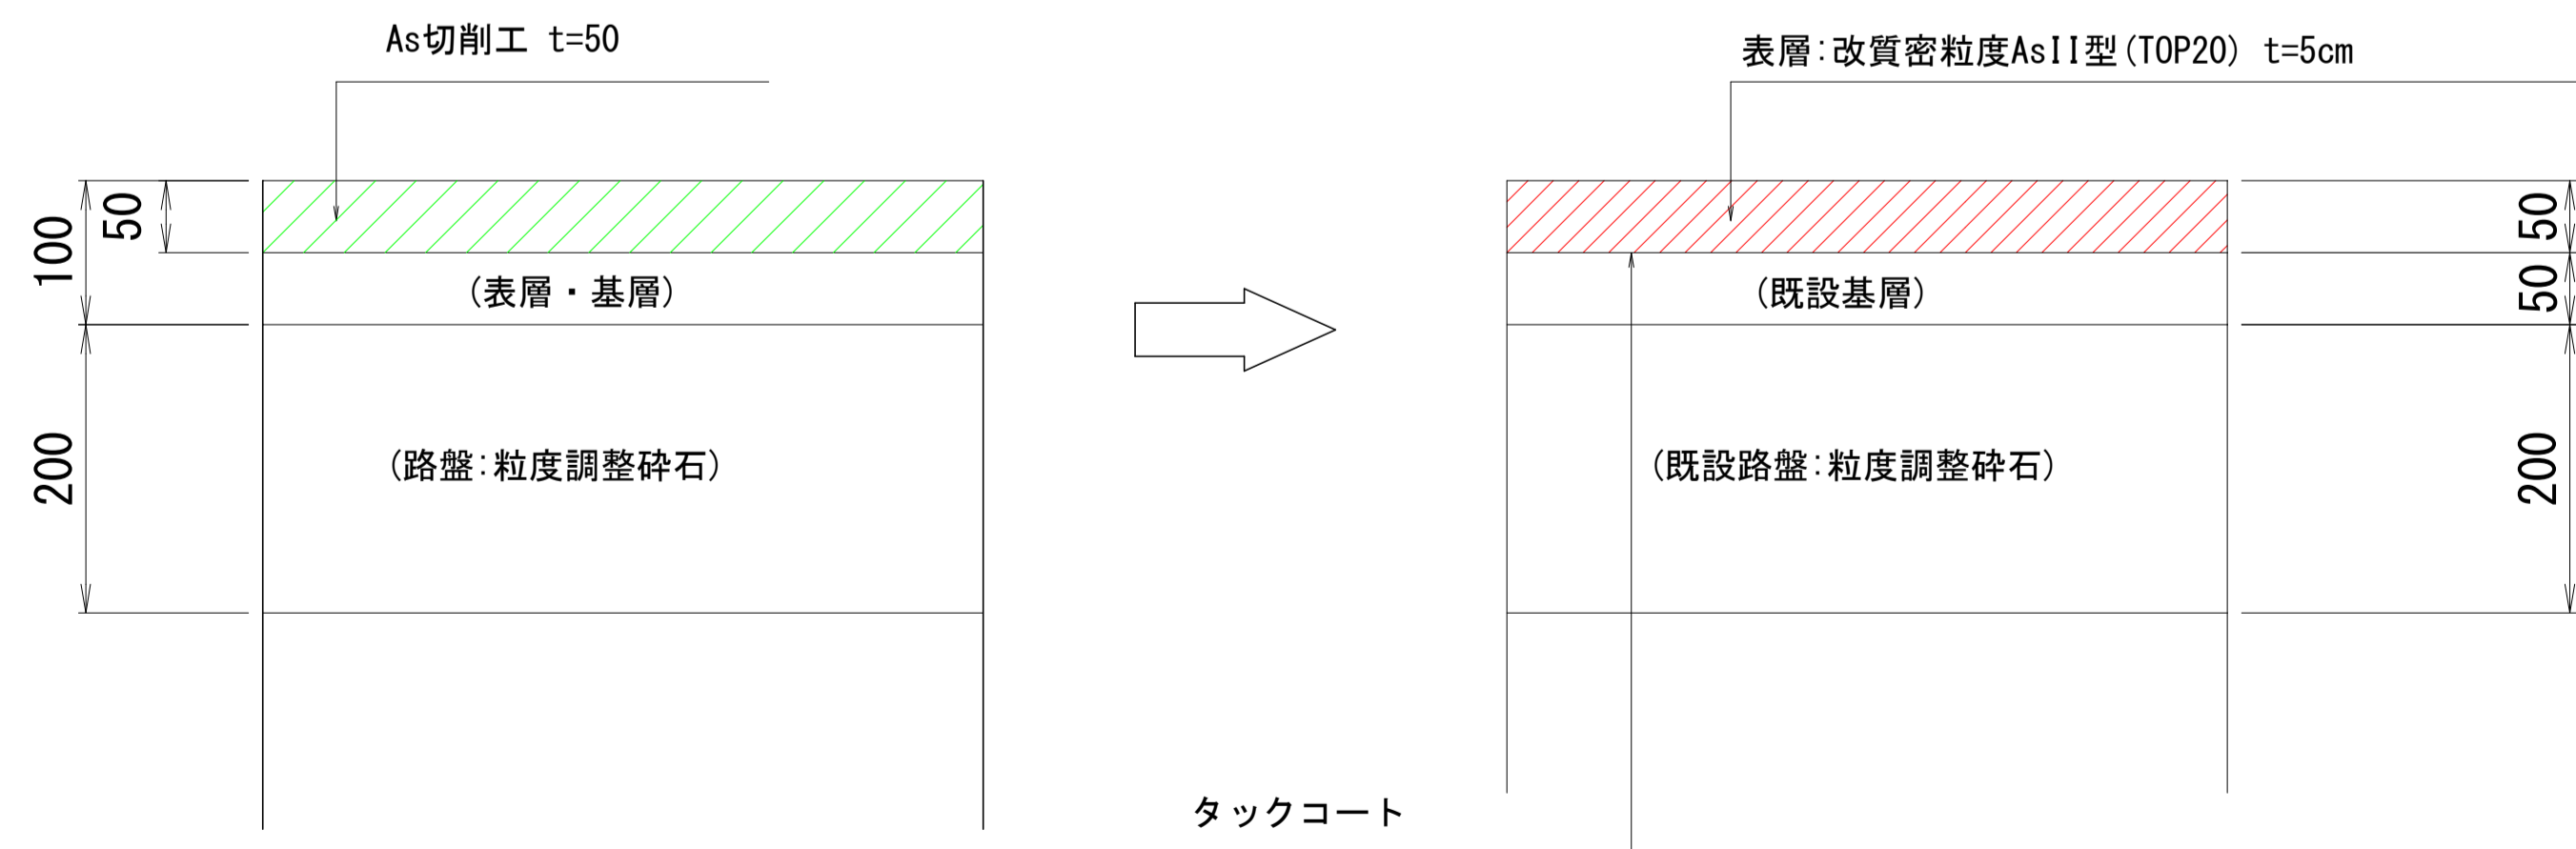 As切削工 t=50
表層:改質密粒度AsII型(TOP20) t=5cm
100
50
(表層・基層)
200
(路盤:粒度調整砕石)
50
(既設基層)
50
(既設路盤:粒度調整砕石)
200
タックコート